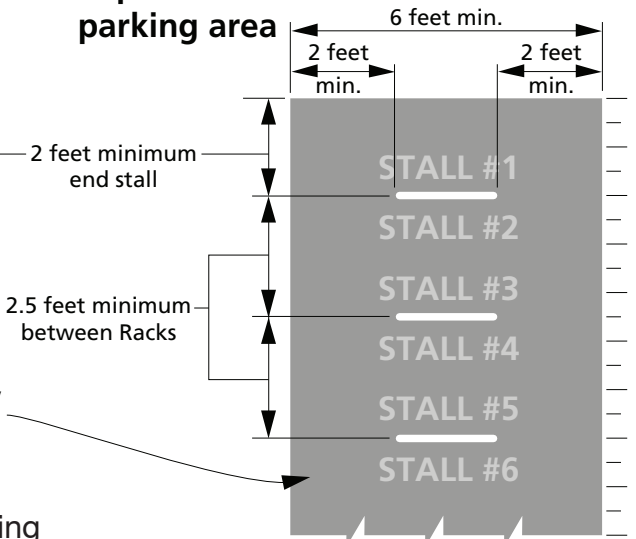 parking area
6 feet min.
2 feet
min.
2 feet
min.
2 feet minimum
end stall
STALL #1
STALL #2
2.5 feet minimum
between Racks
STALL #3
STALL #4
STALL #5
STALL #6